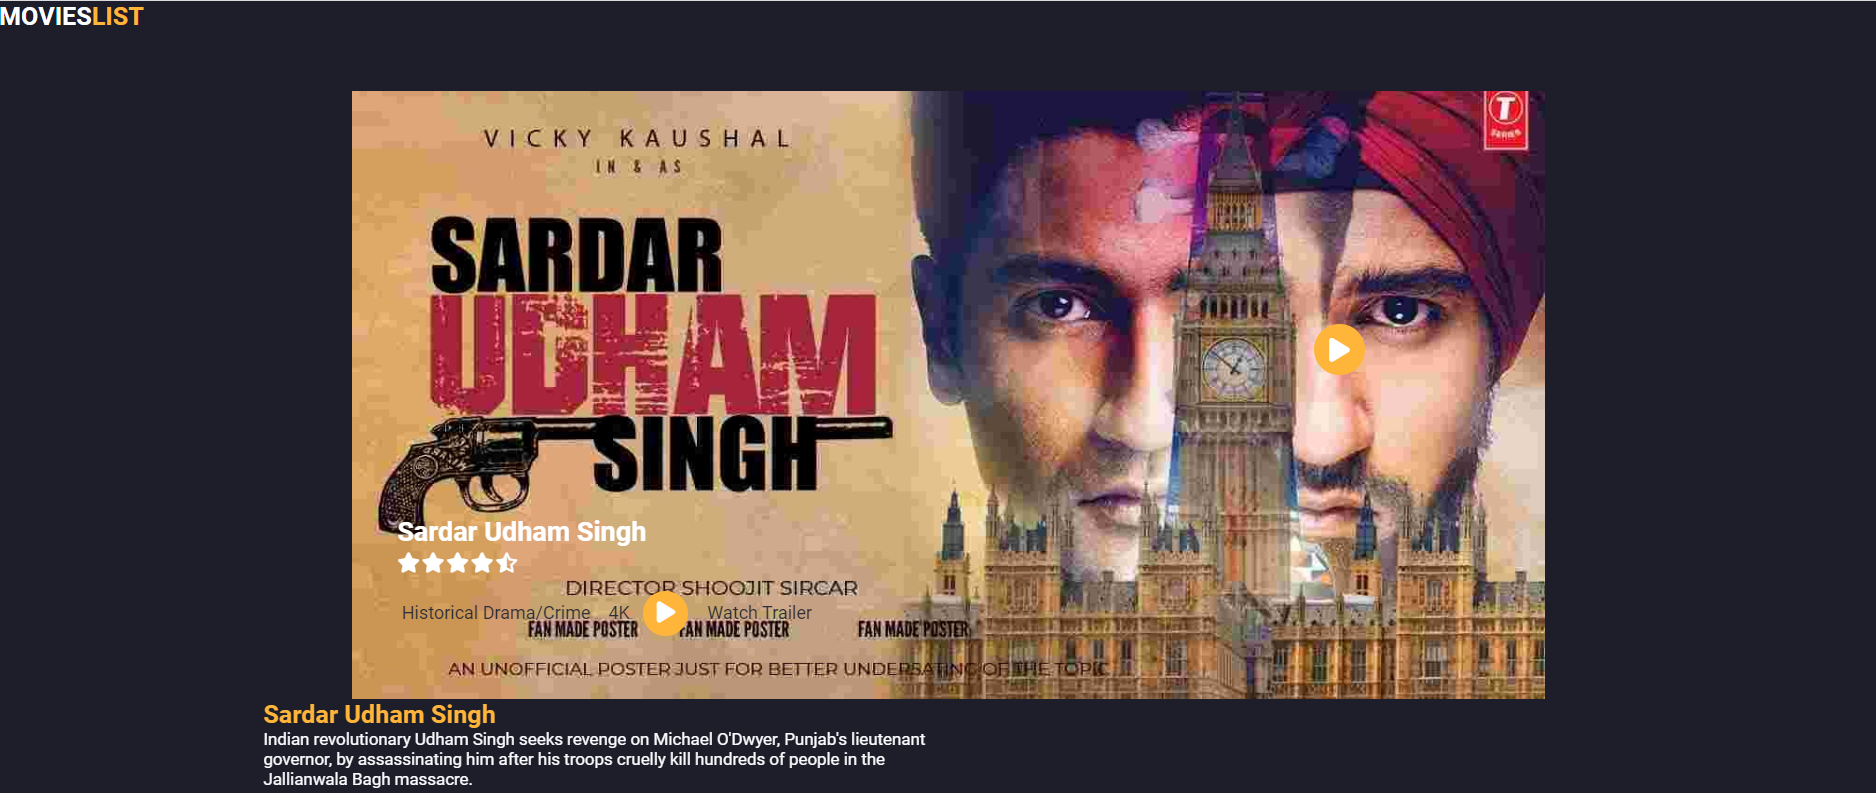 MOVIESLIST
VICKY KAUSHAL
IN & AS
T
SERIES
SARDAR
UDHAM
SINGH
Sardar Udham Singh
DIRECTOR SHOOJIT SIRCAR
Historical Drama/Crime 4K Watch Trailer
FAN MADE POSTER FAN MADE POSTER FAN MADE POSTER
AN UNOFFICIAL POSTER JUST FOR BETTER UNDERSATING OF THE TOPIC
Sardar Udham Singh
Indian revolutionary Udham Singh seeks revenge on Michael O'Dwyer, Punjab's lieutenant
governor, by assassinating him after his troops cruelly kill hundreds of people in the
Jallianwala Bagh massacre.